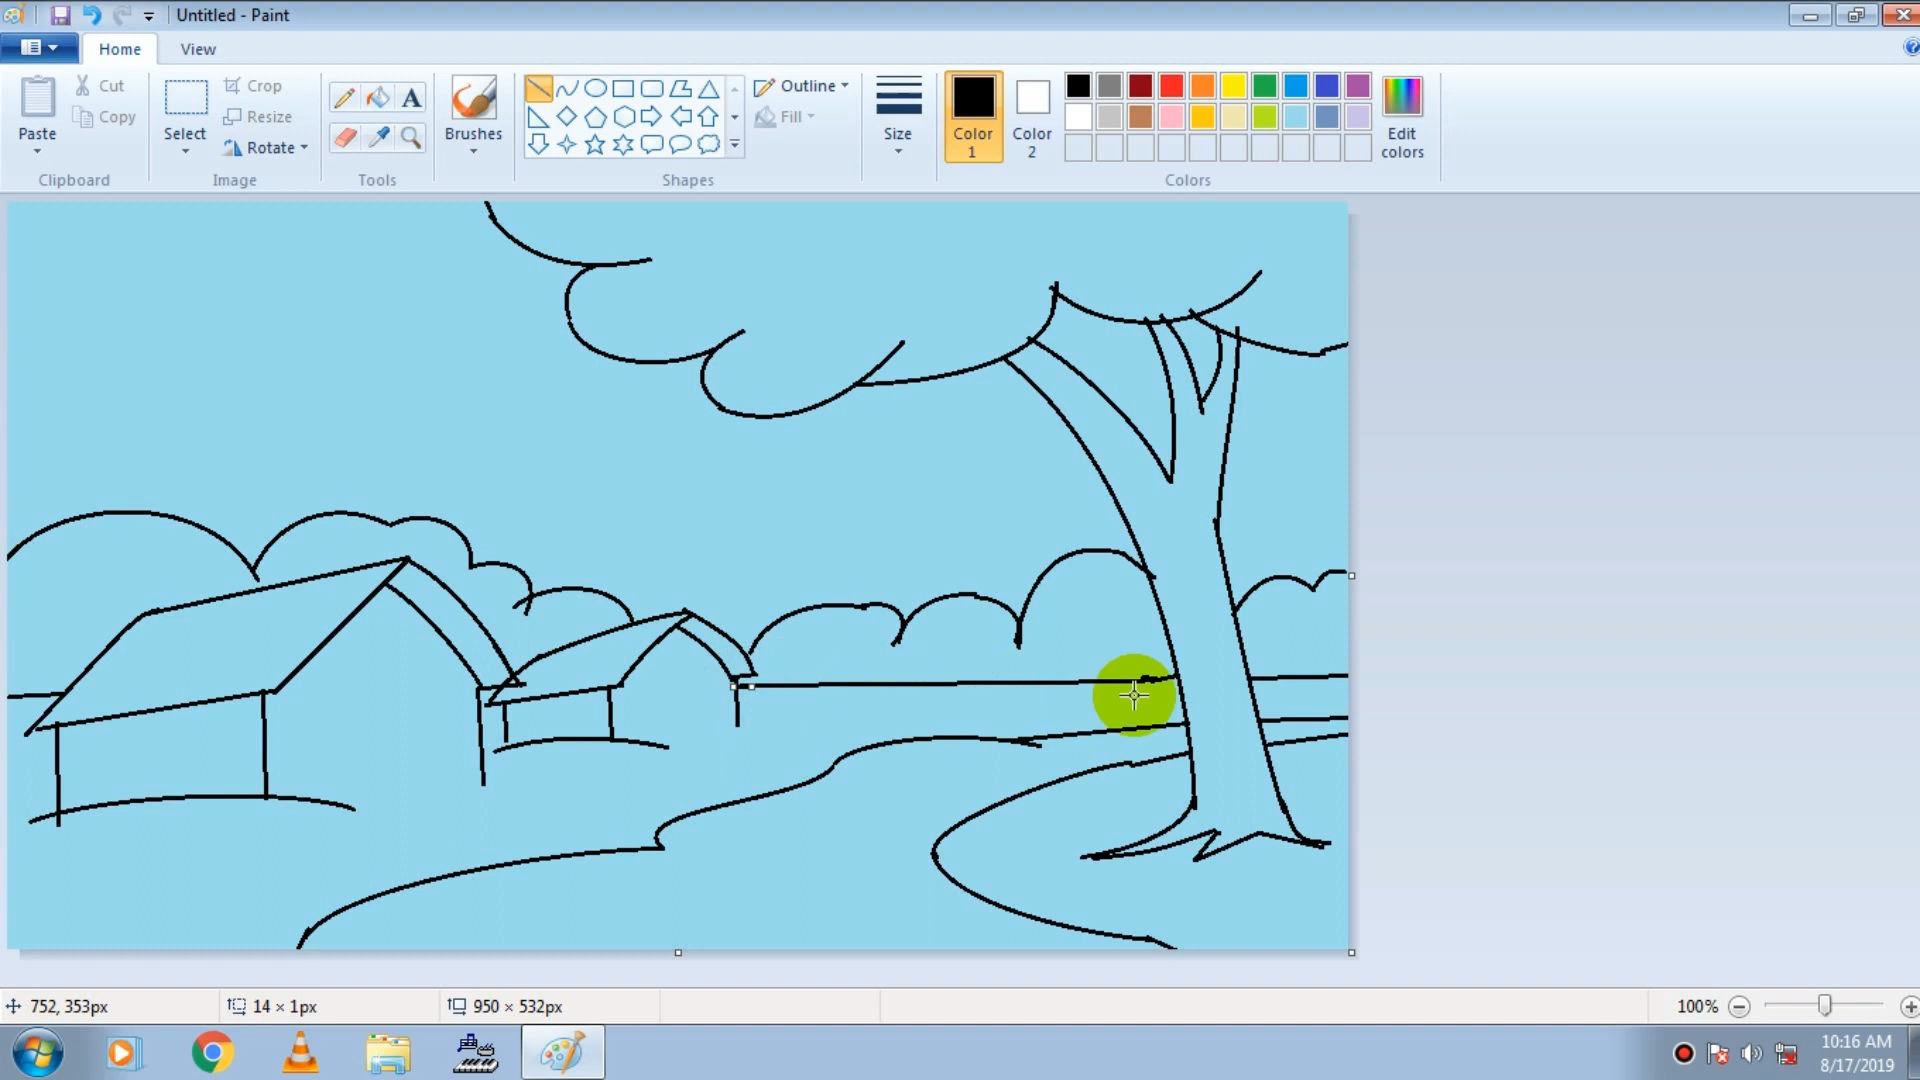 Untitled - Paint
Home
View
Paste
Cut
Copy
Clipboard
Select
Crop
Resize
Rotate
Image
Tools
Brushes
Shapes
Outline
Fill
Size
Color 1
Color 2
Edit colors
Colors
752, 353px
14 × 1px
950 × 532px
100%
10:16 AM
8/17/2019